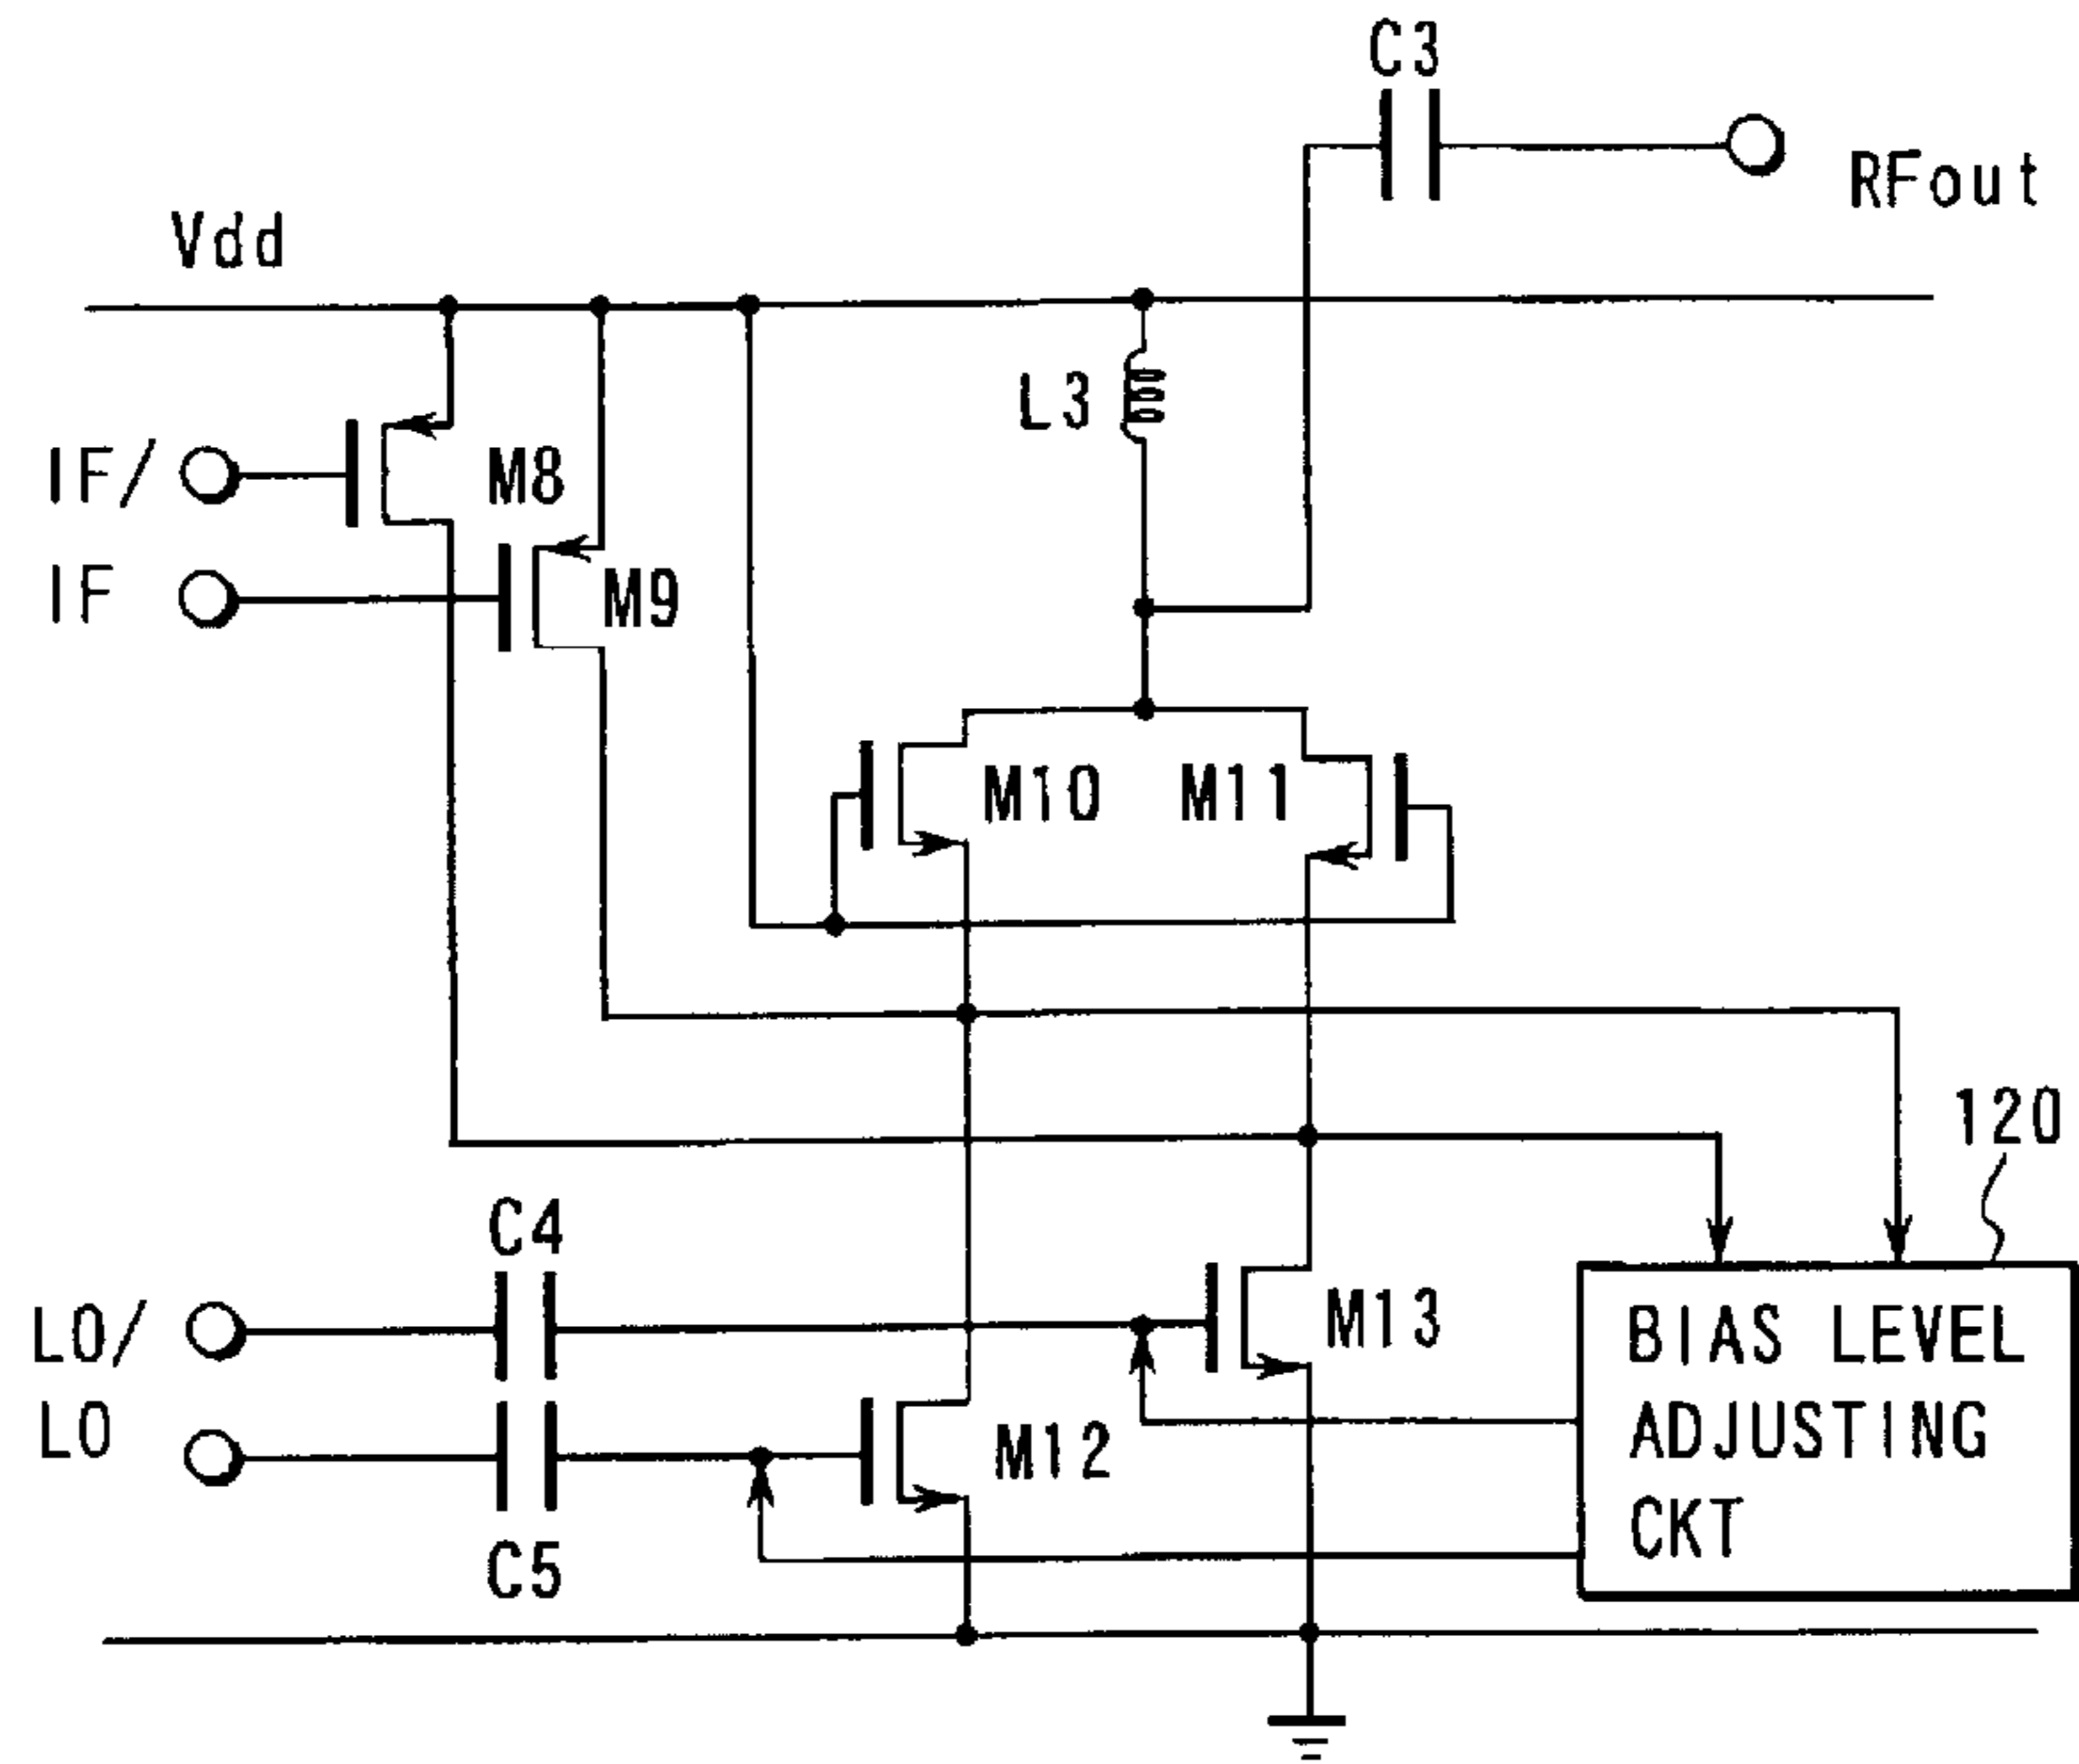 C3
RFout
Vdd
L3
IF/
M8
IF
M9
M10
M11
120
C4
LO/
M13
BIAS LEVEL
ADJUSTING
CKT
LO
M12
C5